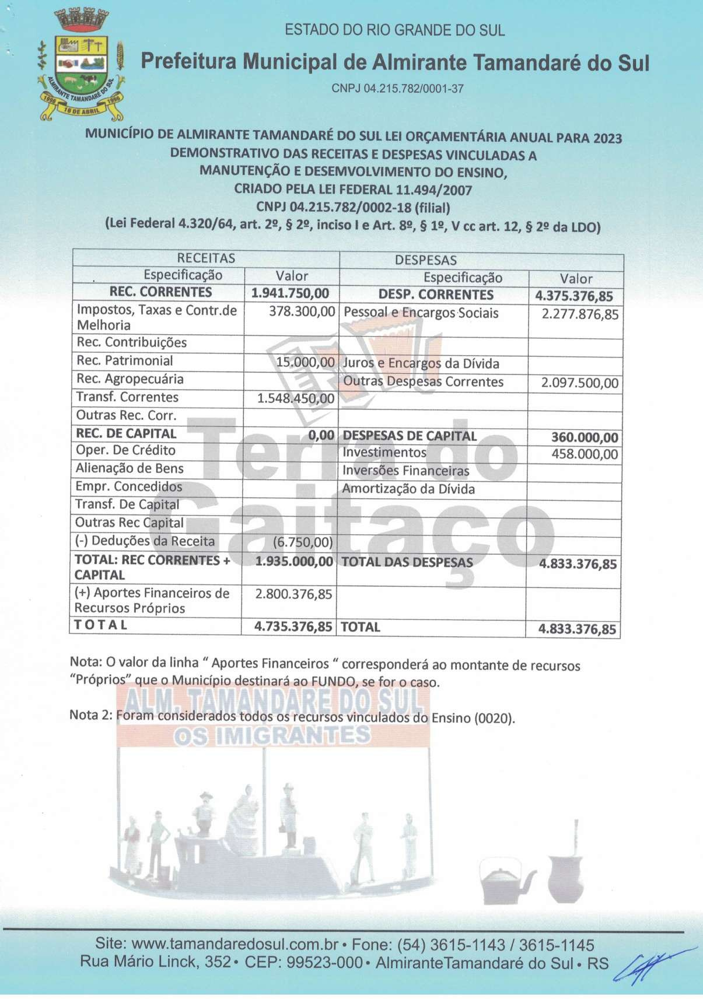 ESTADO DO RIO GRANDE DO SUL
Prefeitura Municipal de Almirante Tamandaré do Sul
CNPJ 04.215.782/0001-37
ALMIRANTE TAMANDARÉ DO SUL
1996 16 DE ABRIL 1996
MUNICÍPIO DE ALMIRANTE TAMANDARÉ DO SUL LEI ORÇAMENTÁRIA ANUAL PARA 2023
DEMONSTRATIVO DAS RECEITAS E DESPESAS VINCULADAS A
MANUTENÇÃO E DESEMVOLVIMENTO DO ENSINO,
CRIADO PELA LEI FEDERAL 11.494/2007
CNPJ 04.215.782/0002-18 (filial)
(Lei Federal 4.320/64, art. 2º, § 2º, inciso I e Art. 8º, § 1º, V cc art. 12, § 2º da LDO)
RECEITAS DESPESAS
Especificação Valor Especificação Valor
REC. CORRENTES 1.941.750,00 DESP. CORRENTES 4.375.376,85
Impostos, Taxas e Contr.de 378.300,00 Pessoal e Encargos Sociais 2.277.876,85
Melhoria
Rec. Contribuições
Rec. Patrimonial 15.000,00 Juros e Encargos da Dívida
Rec. Agropecuária Outras Despesas Correntes 2.097.500,00
Transf. Correntes 1.548.450,00
Outras Rec. Corr.
REC. DE CAPITAL 0,00 DESPESAS DE CAPITAL 360.000,00
Oper. De Crédito Investimentos 458.000,00
Alienação de Bens Inversões Financeiras
Empr. Concedidos Amortização da Dívida
Transf. De Capital
Outras Rec Capital
(-) Deduções da Receita (6.750,00)
TOTAL: REC CORRENTES + 1.935.000,00 TOTAL DAS DESPESAS 4.833.376,85
CAPITAL
(+) Aportes Financeiros de 2.800.376,85
Recursos Próprios
T O T A L 4.735.376,85 TOTAL 4.833.376,85
Terra do
Gaitaço
Nota: O valor da linha “ Aportes Financeiros “ corresponderá ao montante de recursos
“Próprios” que o Município destinará ao FUNDO, se for o caso.
ALM. TAMANDARÉ DO SUL
Nota 2: Foram considerados todos os recursos vinculados do Ensino (0020).
OS IMIGRANTES
Site: www.tamandaredosul.com.br • Fone: (54) 3615-1143 / 3615-1145
Rua Mário Linck, 352 • CEP: 99523-000 • AlmiranteTamandaré do Sul • RS